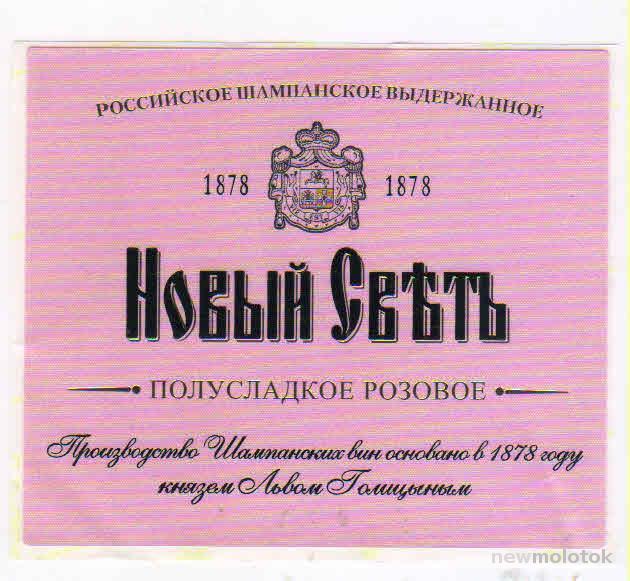 РОССИЙСКОЕ ШАМПАНСКОЕ ВЫДЕРЖАННОЕ
1878 1878
Новый Свѣтъ
ПОЛУСЛАДКОЕ РОЗОВОЕ
Производство Шампанских вин основано в 1878 году
князем Львом Голицыным
newmolotok